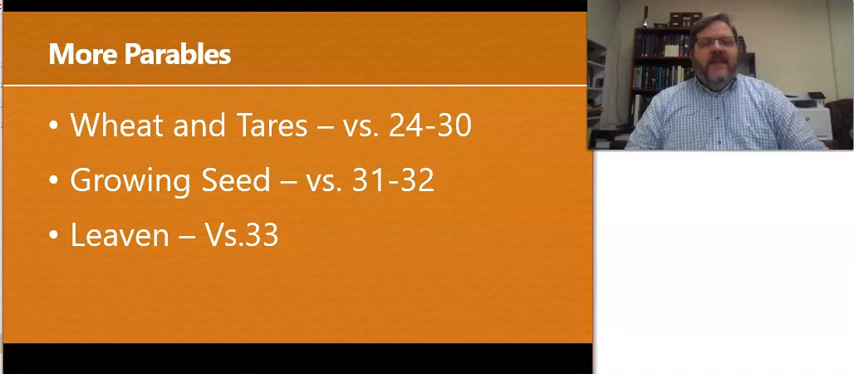 More Parables
• Wheat and Tares – vs. 24-30
• Growing Seed – vs. 31-32
• Leaven – Vs.33